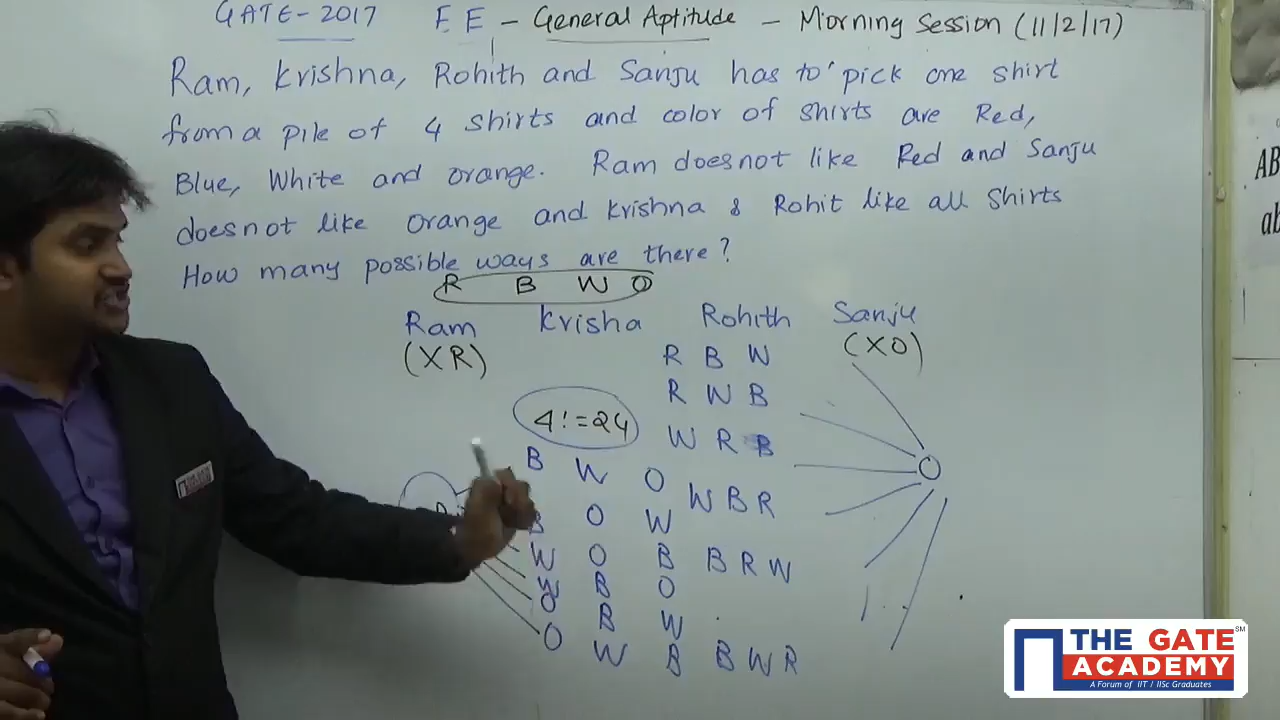 GATE-2017 EE - General Aptitude - Morning Session (11/2/17)
Ram, Krishna, Rohith and Sanju has to pick one shirt
from a pile of 4 shirts and color of shirts are Red,
Blue, White and orange. Ram doesnot like Red and Sanju
doesnot like orange and Krishna & Rohit like all shirts
How many possible ways are there?
R B W O
Ram Krisha Rohith Sanju
(XR) (XO)
R B W
R W B
4!=24
W R B
B W O
O
W B R
B O W
W O B
B R W
W B O
O B W
O W B
B W R
AB
ab
THE GATE
ACADEMY
SM
A Forum of IIT / IISc Graduates